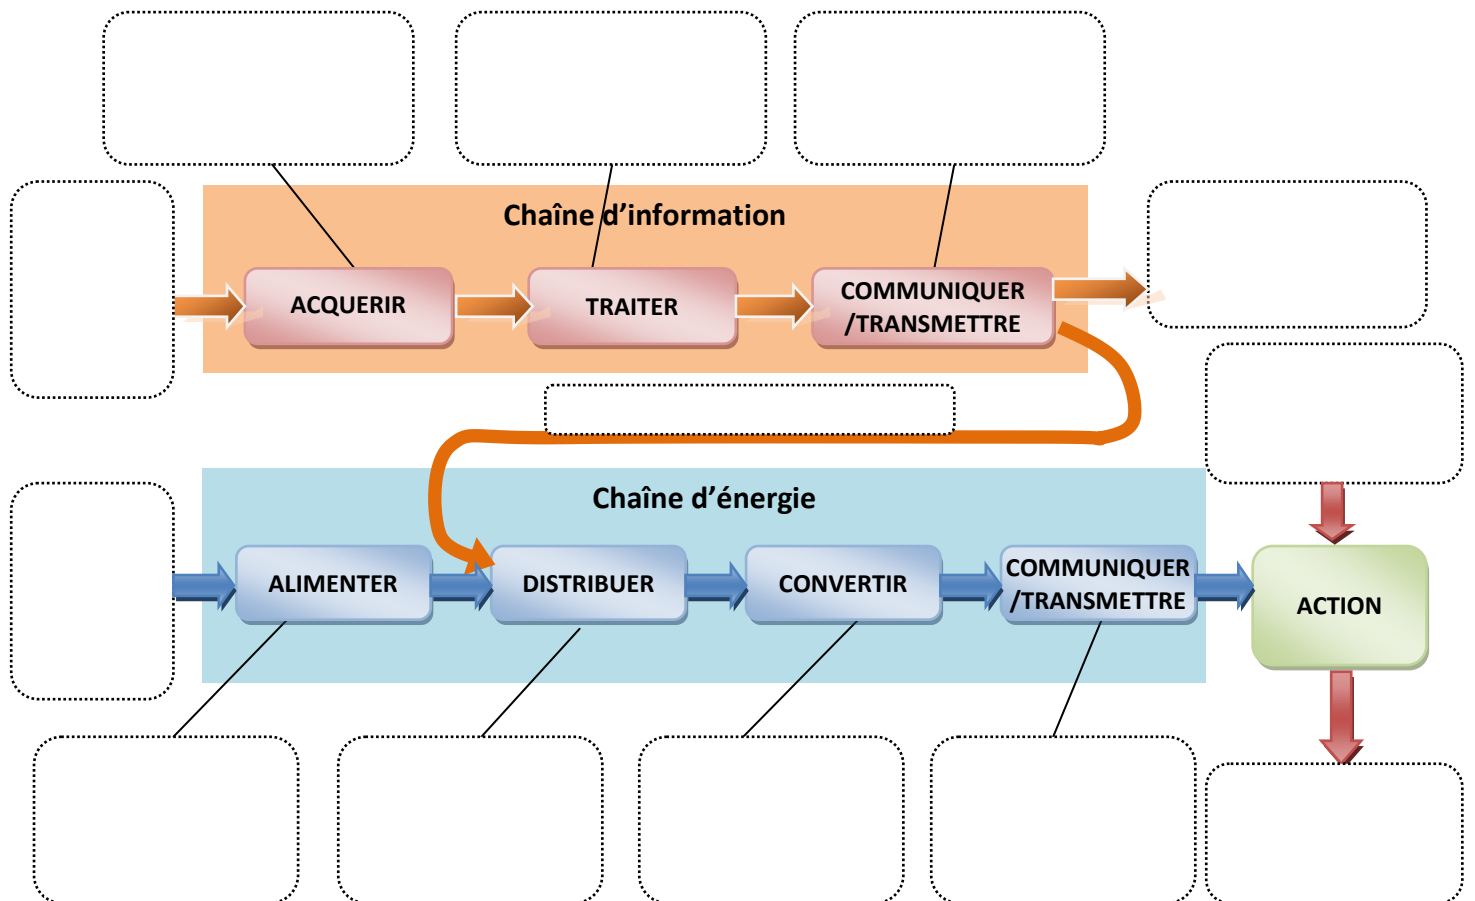 Chaîne d'information
ACQUERIR
TRAITER
COMMUNIQUER
/TRANSMETTRE
Chaîne d'énergie
ALIMENTER
DISTRIBUER
CONVERTIR
COMMUNIQUER
/TRANSMETTRE
ACTION